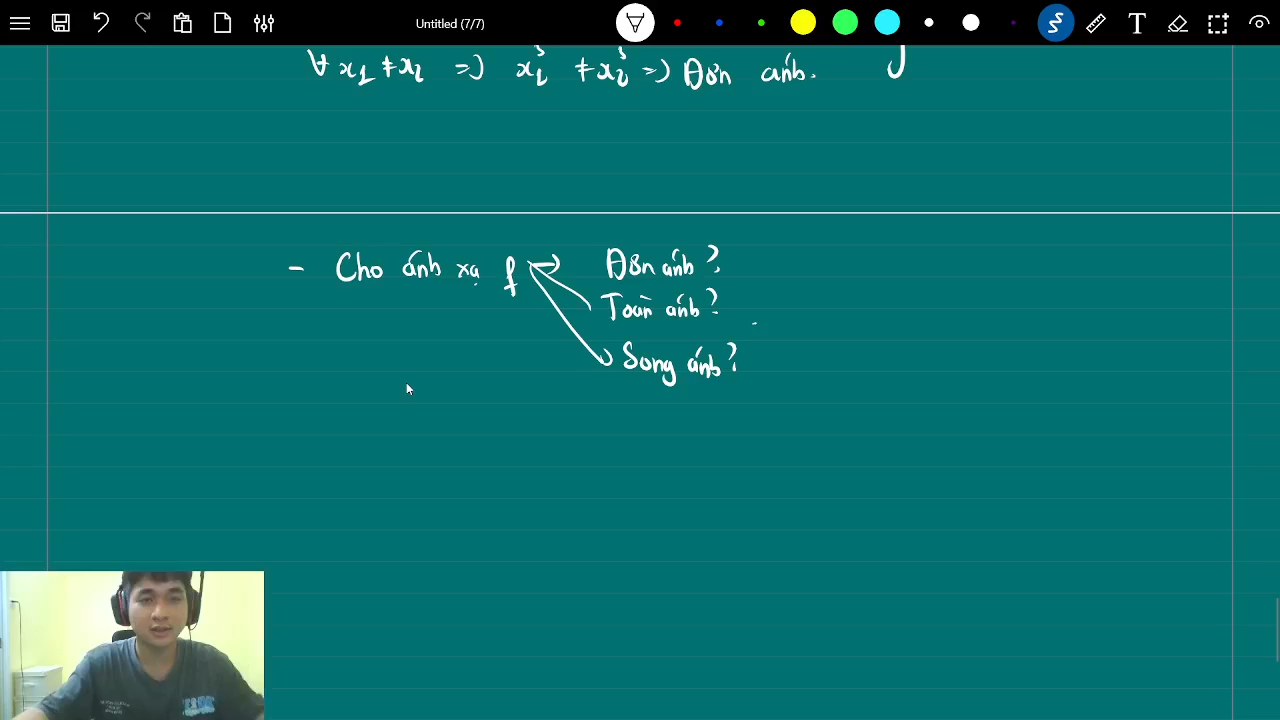 Untitled (7/7)
∀ x₁ ≠ x₂ => x₁³ ≠ x₂³ => Đơn ánh.
- Cho ánh xạ f → Đơn ánh?
Toàn ánh?
Song ánh?